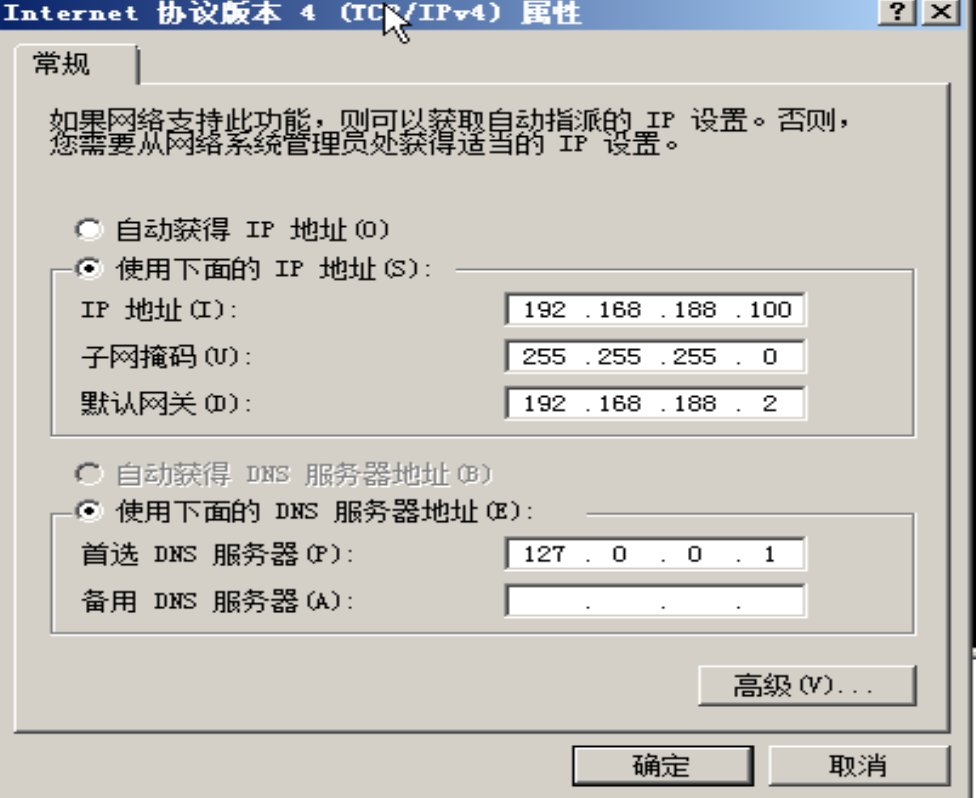 Internet 协议版本 4 (TCP/IPv4) 属性
常规
如果网络支持此功能，则可以获取自动指派的 IP 设置。否则，
您需要从网络系统管理员处获得适当的 IP 设置。
自动获得 IP 地址(O)
使用下面的 IP 地址(S):
IP 地址(I): 192 .168 .188 .100
子网掩码(U): 255 .255 .255 . 0
默认网关(D): 192 .168 .188 . 2
自动获得 DNS 服务器地址(B)
使用下面的 DNS 服务器地址(E):
首选 DNS 服务器(P): 127 . 0 . 0 . 1
备用 DNS 服务器(A): . . .
高级(V)...
确定 取消